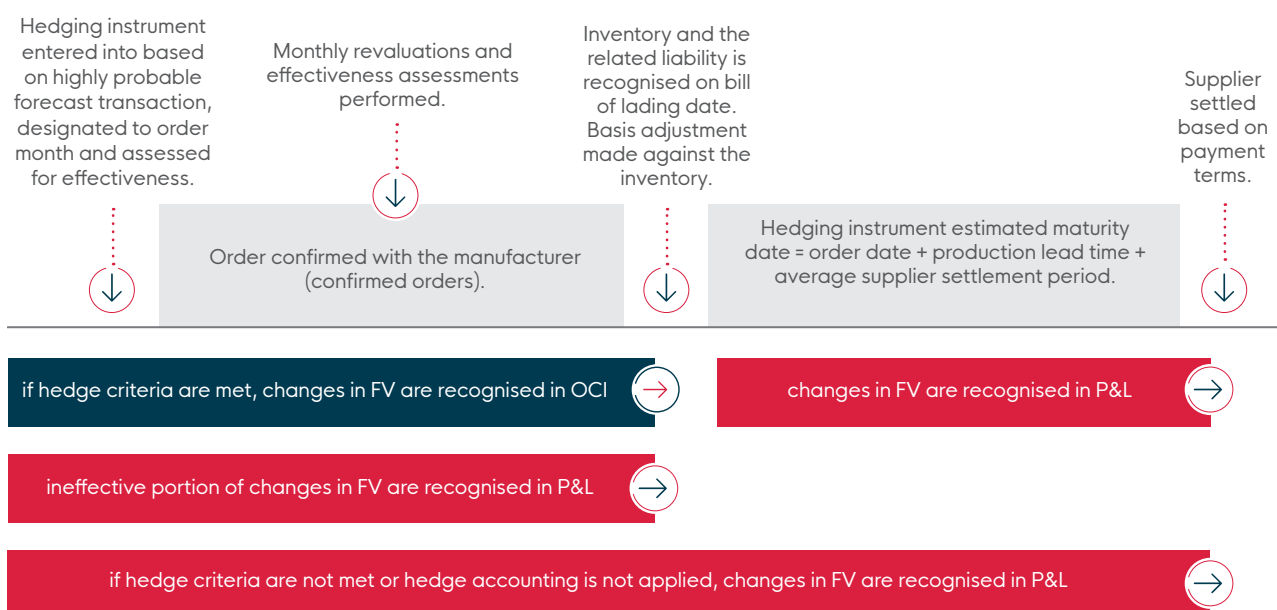 Hedging instrument
entered into based
on highly probable
forecast transaction,
designated to order
month and assessed
for effectiveness.
Monthly revaluations and
effectiveness assessments
performed.
Inventory and the
related liability is
recognised on bill
of lading date.
Basis adjustment
made against the
inventory.
Supplier
settled
based on
payment
terms.
Order confirmed with the manufacturer
(confirmed orders).
Hedging instrument estimated maturity
date = order date + production lead time +
average supplier settlement period.
if hedge criteria are met, changes in FV are recognised in OCI
changes in FV are recognised in P&L
ineffective portion of changes in FV are recognised in P&L
if hedge criteria are not met or hedge accounting is not applied, changes in FV are recognised in P&L